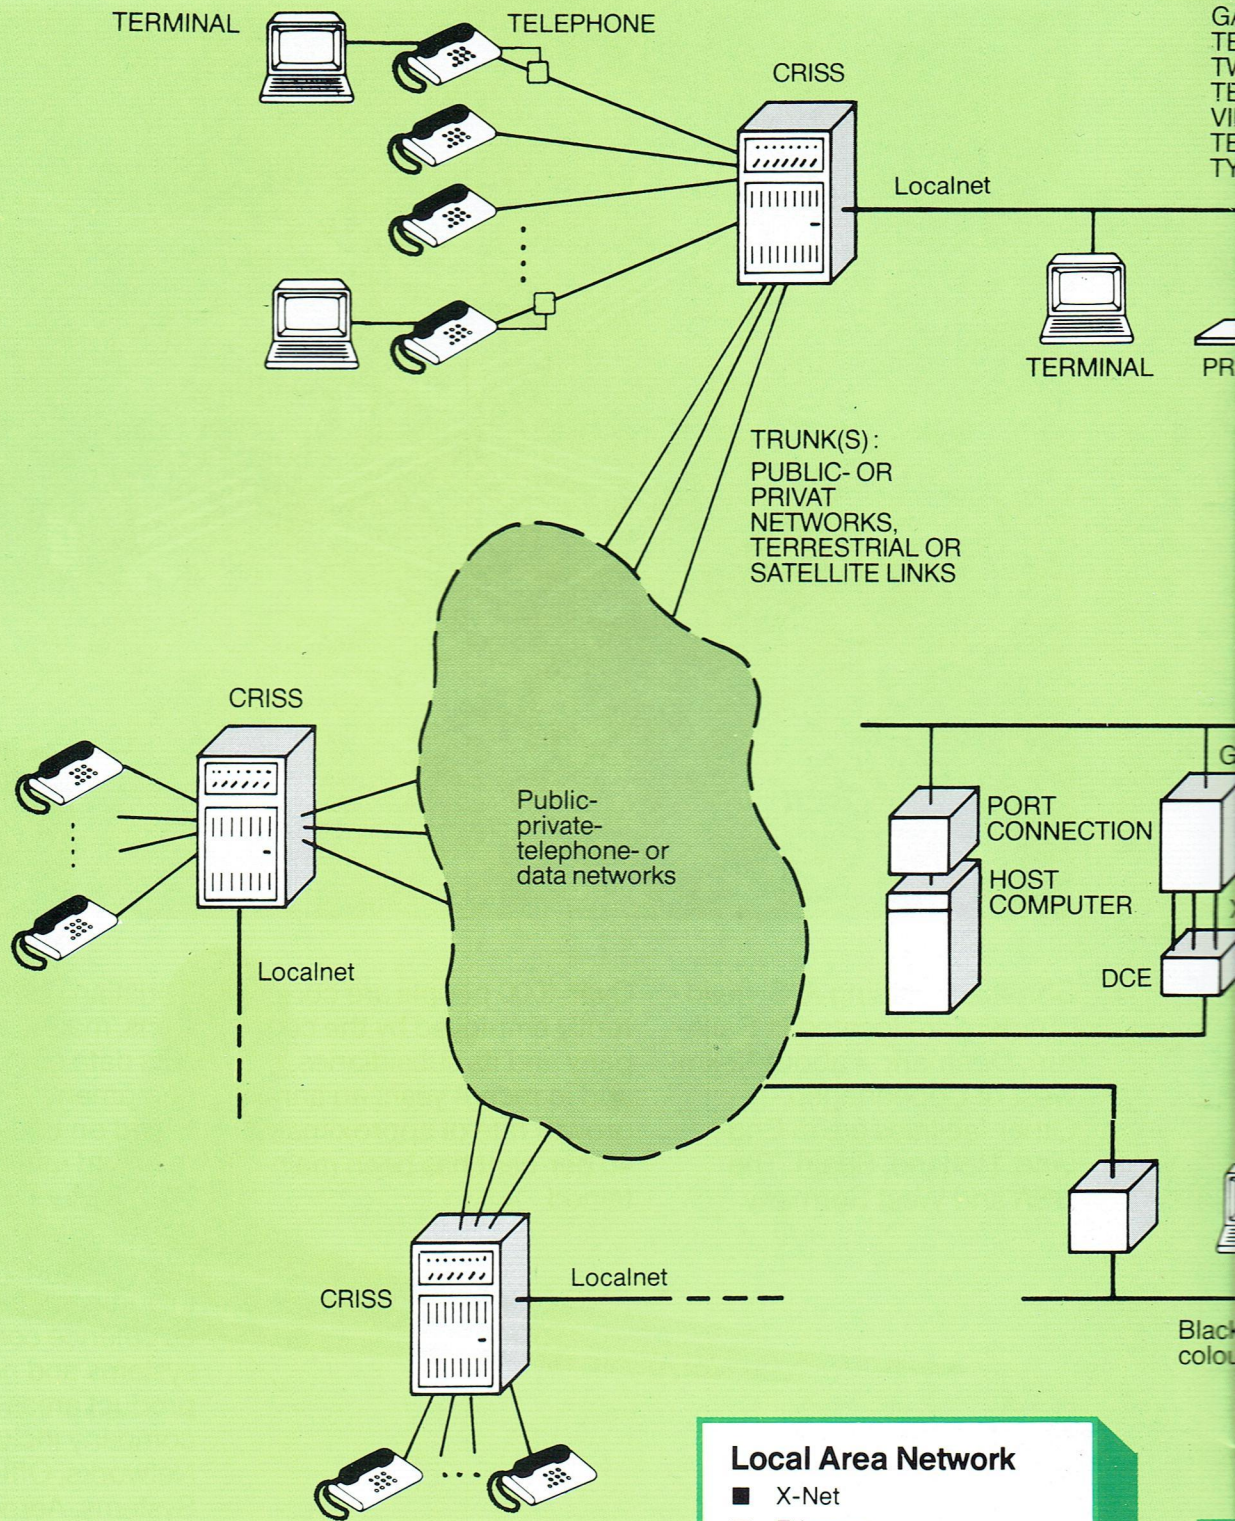 TERMINAL
TELEPHONE
CRISS
Localnet
TERMINAL
TRUNK(S):
PUBLIC- OR
PRIVAT
NETWORKS,
TERRESTRIAL OR
SATELLITE LINKS
CRISS
Localnet
Public-
private-
telephone- or
data networks
PORT
CONNECTION
HOST
COMPUTER
DCE
CRISS
Localnet
Local Area Network
■ X-Net